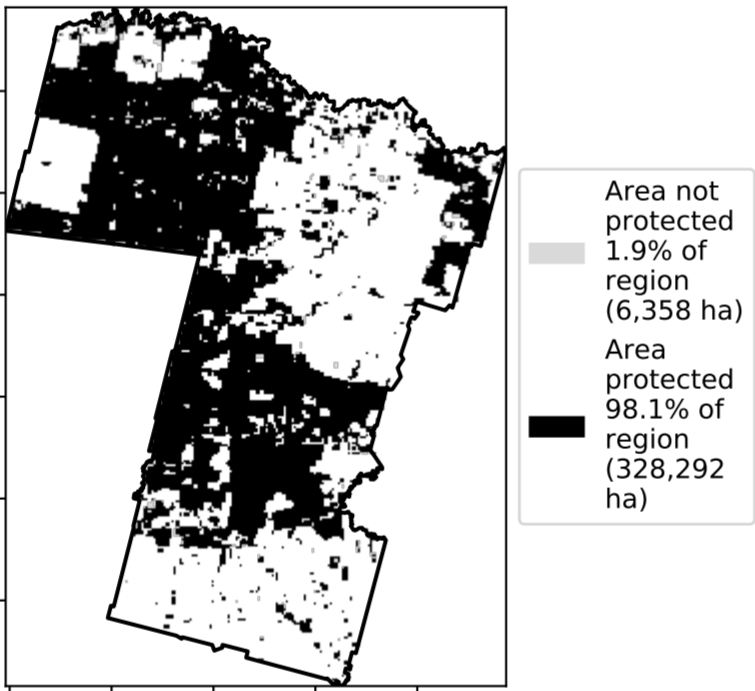 Area not
protected
1.9% of
region
(6,358 ha)
Area
protected
98.1% of
region
(328,292
ha)